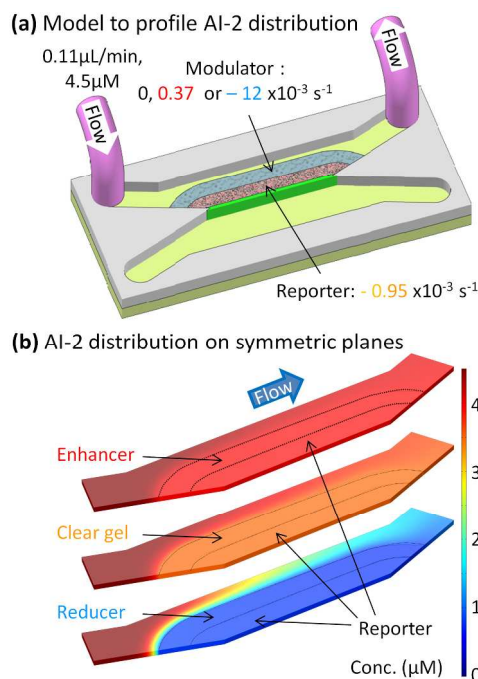 (a) Model to profile AI-2 distribution
0.11µL/min,
4.5µM
Modulator :
0, 0.37 or – 12 x10-3 s-1
Flow
Flow
Reporter: - 0.95 x10-3 s-1
(b) AI-2 distribution on symmetric planes
Flow
Enhancer
Clear gel
Reducer
Reporter
Conc. (µM)
4
3
2
1
0